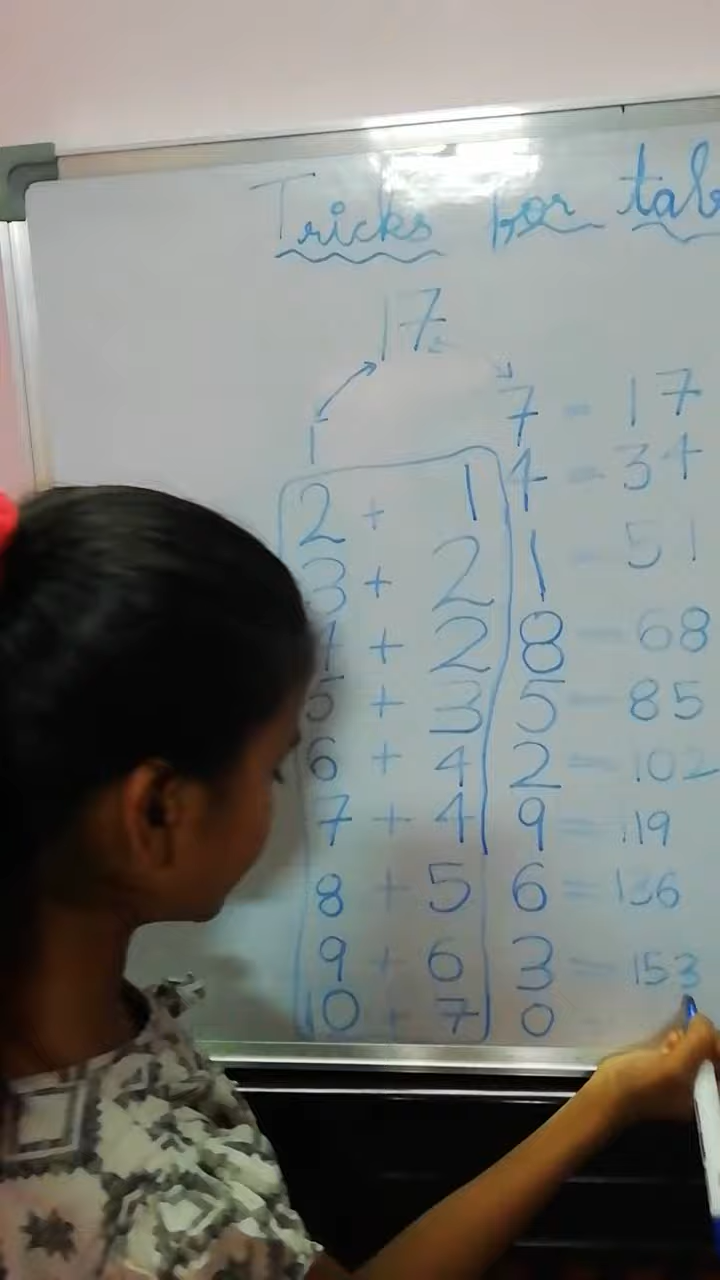 Tricks for tab
17
1 7 = 17
2 + 1 4 = 34
3 + 2 1 = 51
+ 2 8 = 68
5 + 3 5 = 85
6 + 4 2 = 102
7 + 4 9 = 119
8 + 5 6 = 136
9 + 6 3 = 153
10 + 7 0